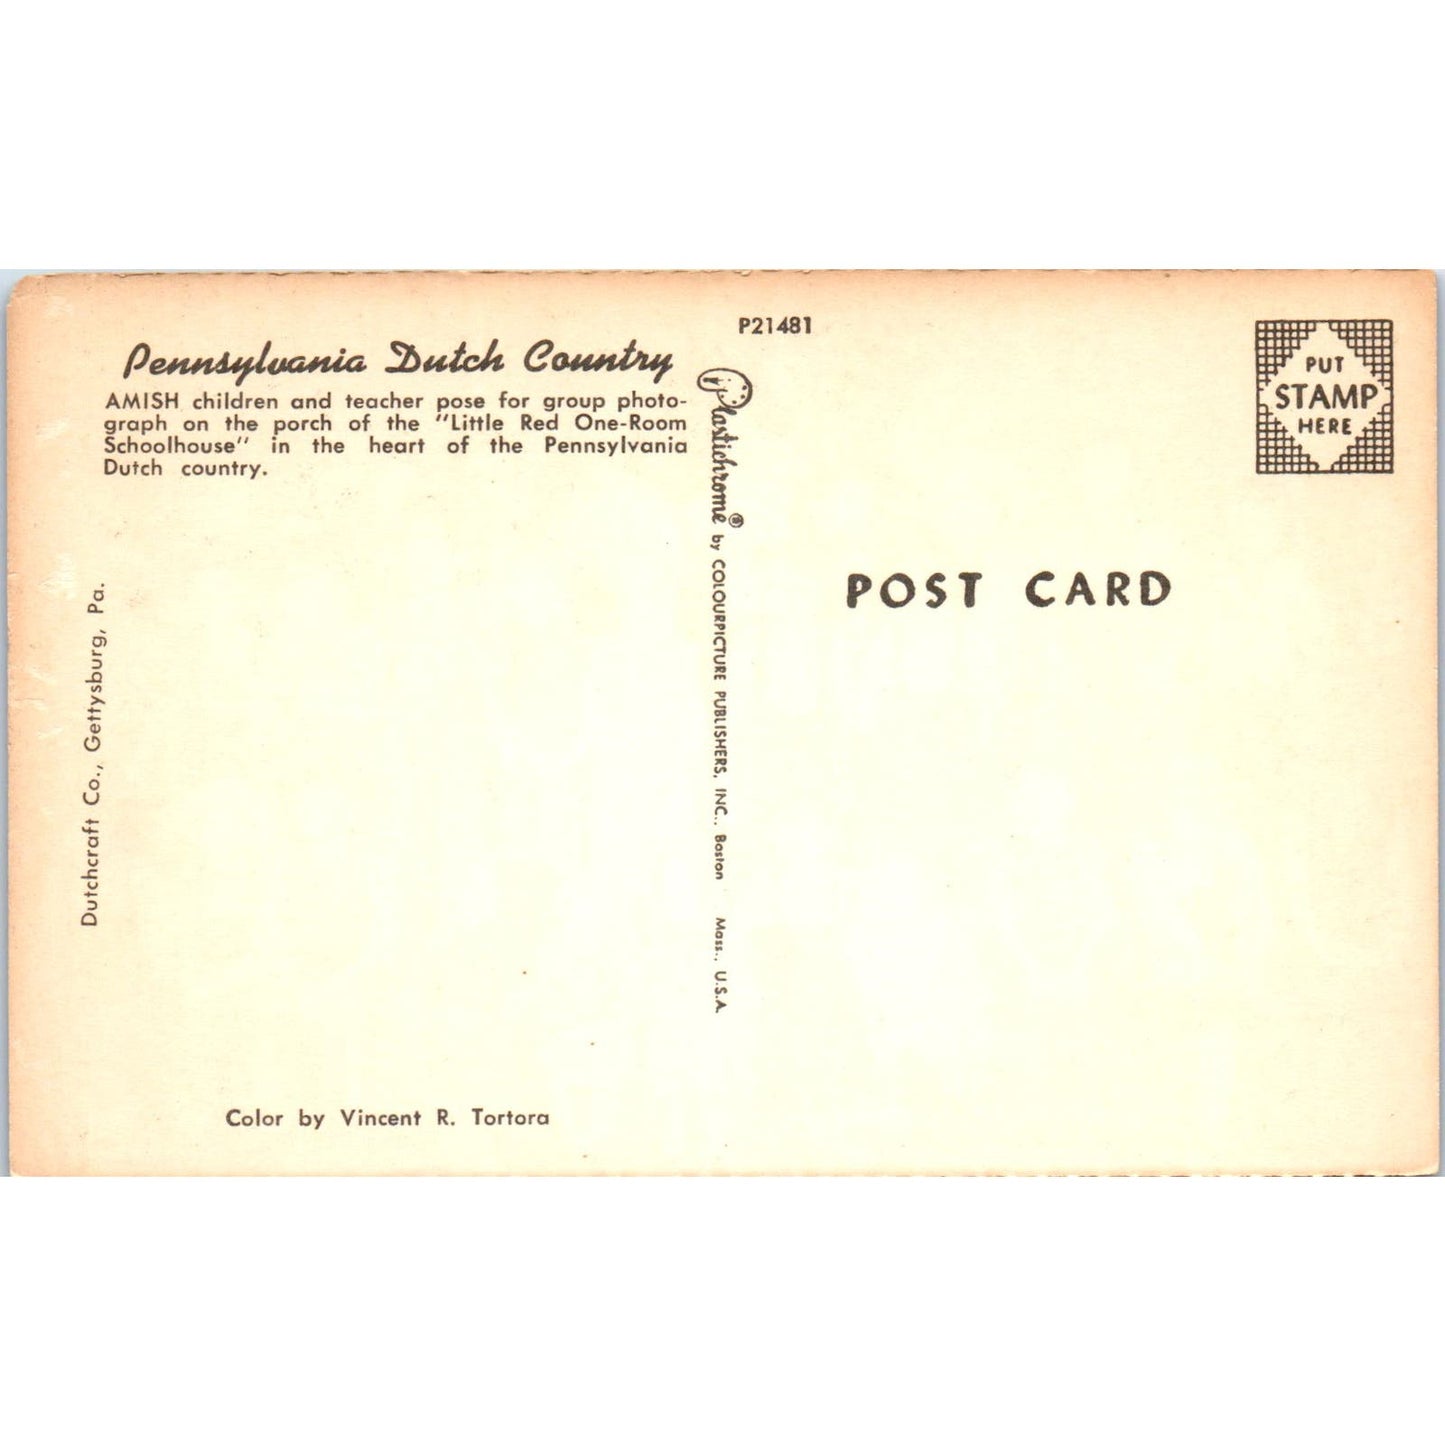 Pennsylvania Dutch Country
AMISH children and teacher pose for group photo-
graph on the porch of the "Little Red One-Room
Schoolhouse" in the heart of the Pennsylvania
Dutch country.
Dutchcraft Co., Gettysburg, Pa.
Color by Vincent R. Tortora
P21481
Plastichrome® by COLOURPICTURE PUBLISHERS, INC., Boston Mass., U.S.A.
PUT
STAMP
HERE
POST CARD